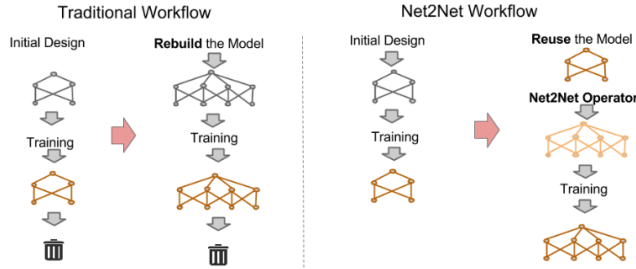 Traditional Workflow
Initial Design
Rebuild the Model
Training
Training
Net2Net Workflow
Initial Design
Reuse the Model
Net2Net Operator
Training
Training